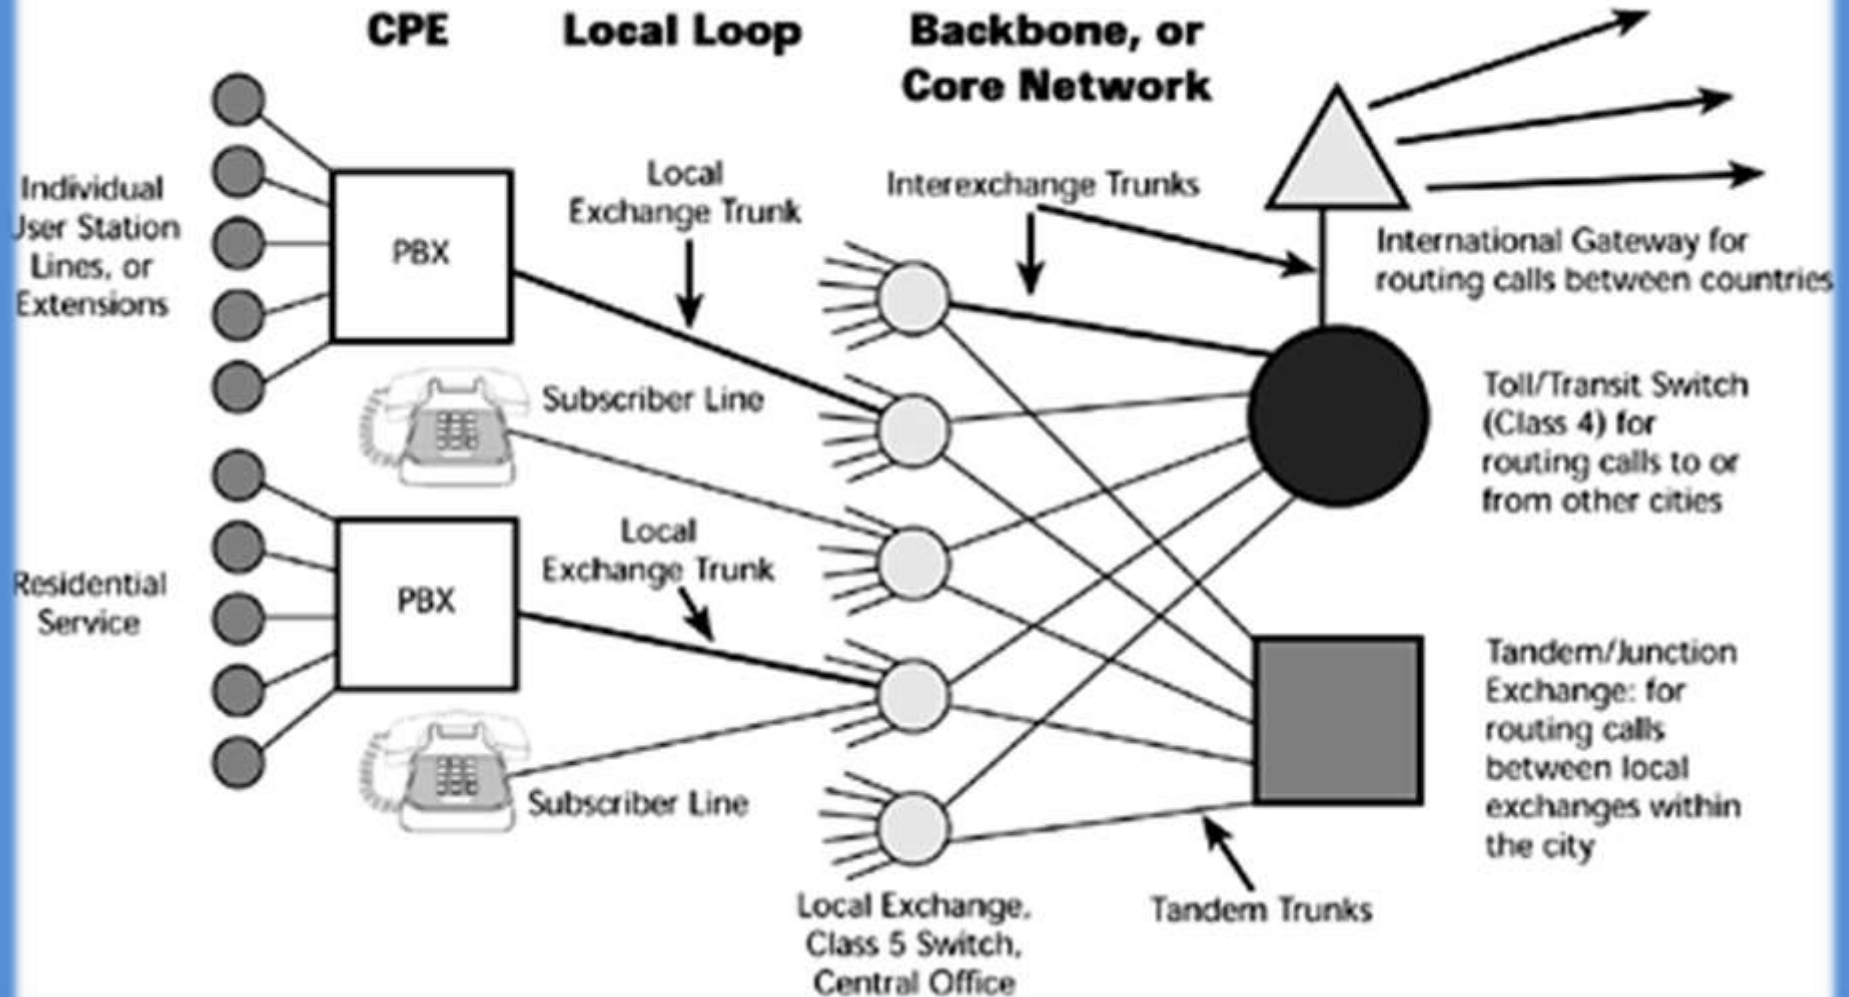 CPE
Local Loop
Backbone, or
Core Network
Individual
User Station
Lines, or
Extensions
PBX
Local
Exchange Trunk
Interexchange Trunks
International Gateway for
routing calls between countries
Subscriber Line
Toll/Transit Switch
(Class 4) for
routing calls to or
from other cities
Residential
Service
PBX
Local
Exchange Trunk
Subscriber Line
Tandem/Junction
Exchange: for
routing calls
between local
exchanges within
the city
Local Exchange,
Class 5 Switch,
Central Office
Tandem Trunks